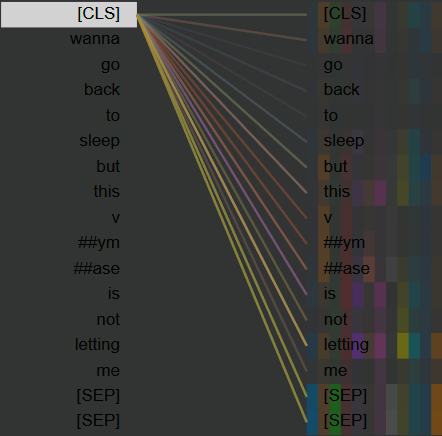 [CLS] [CLS]
wanna wanna
go go
back back
to to
sleep sleep
but but
this this
v v
##ym ##ym
##ase ##ase
is is
not not
letting letting
me me
[SEP] [SEP]
[SEP] [SEP]